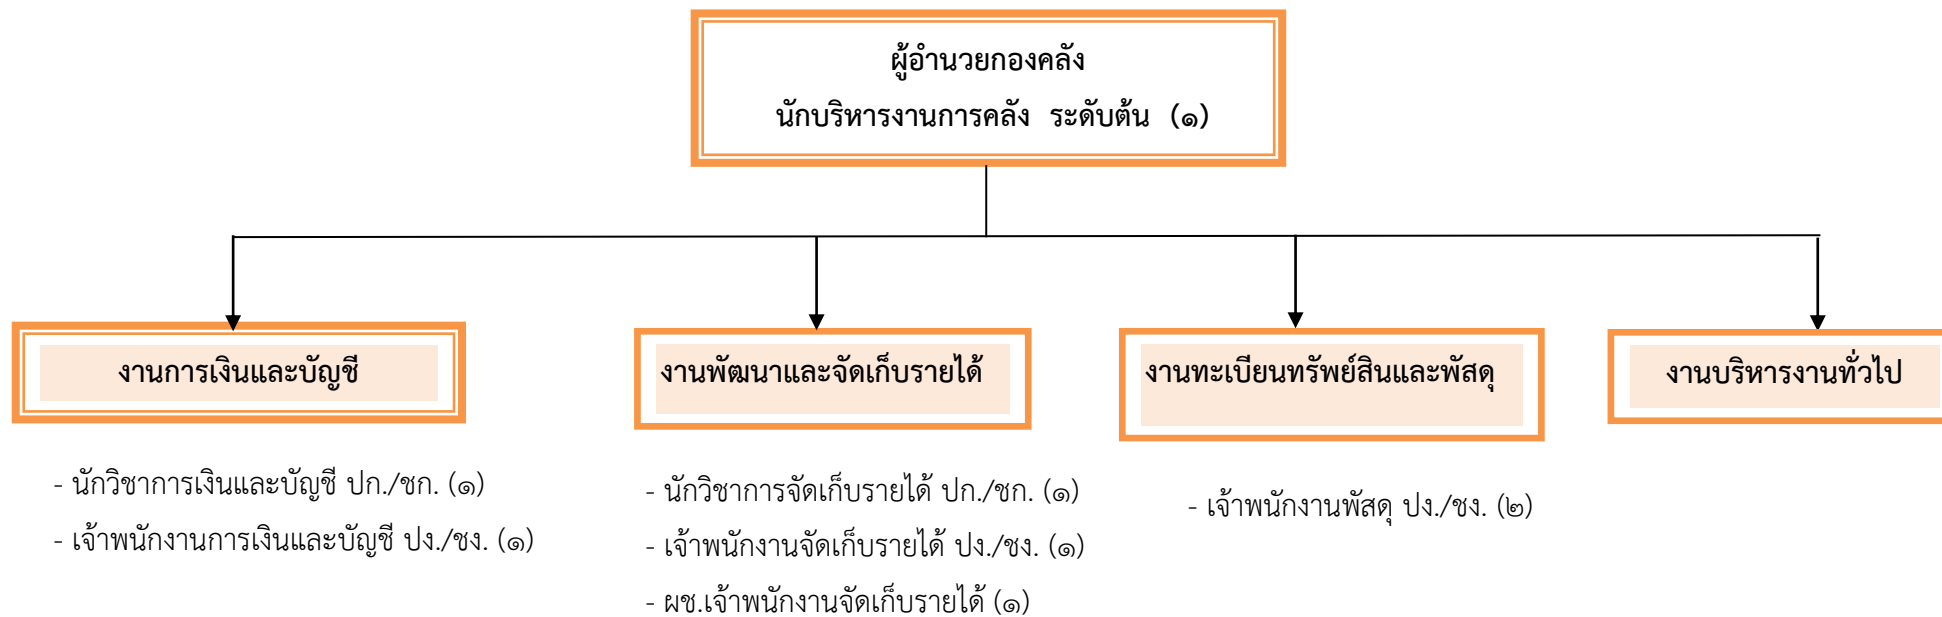 ผู้อำนวยกองคลัง
นักบริหารงานการคลัง ระดับต้น (๑)
งานการเงินและบัญชี
- นักวิชาการเงินและบัญชี ปก./ชก. (๑)
- เจ้าพนักงานการเงินและบัญชี ปง./ชง. (๑)
งานพัฒนาและจัดเก็บรายได้
- นักวิชาการจัดเก็บรายได้ ปก./ชก. (๑)
- เจ้าพนักงานจัดเก็บรายได้ ปง./ชง. (๑)
- ผช.เจ้าพนักงานจัดเก็บรายได้ (๑)
งานทะเบียนทรัพย์สินและพัสดุ
- เจ้าพนักงานพัสดุ ปง./ชง. (๒)
งานบริหารงานทั่วไป